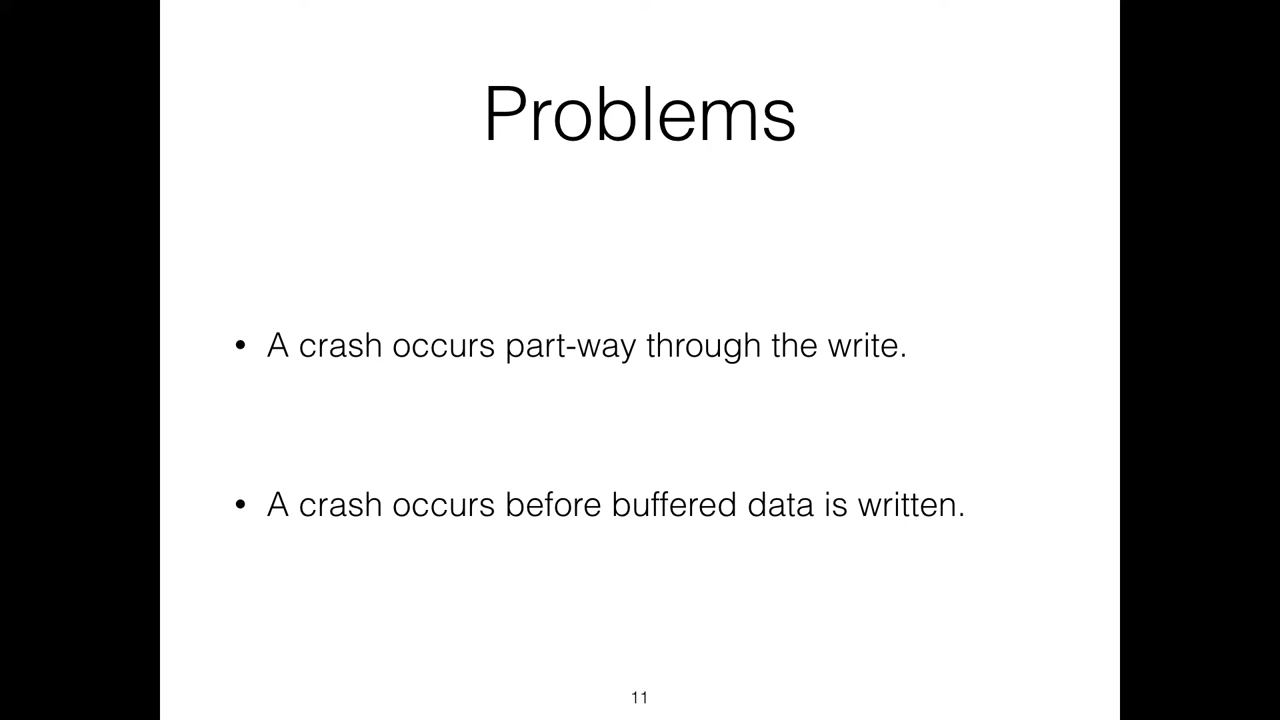 Problems
• A crash occurs part-way through the write.
• A crash occurs before buffered data is written.
11